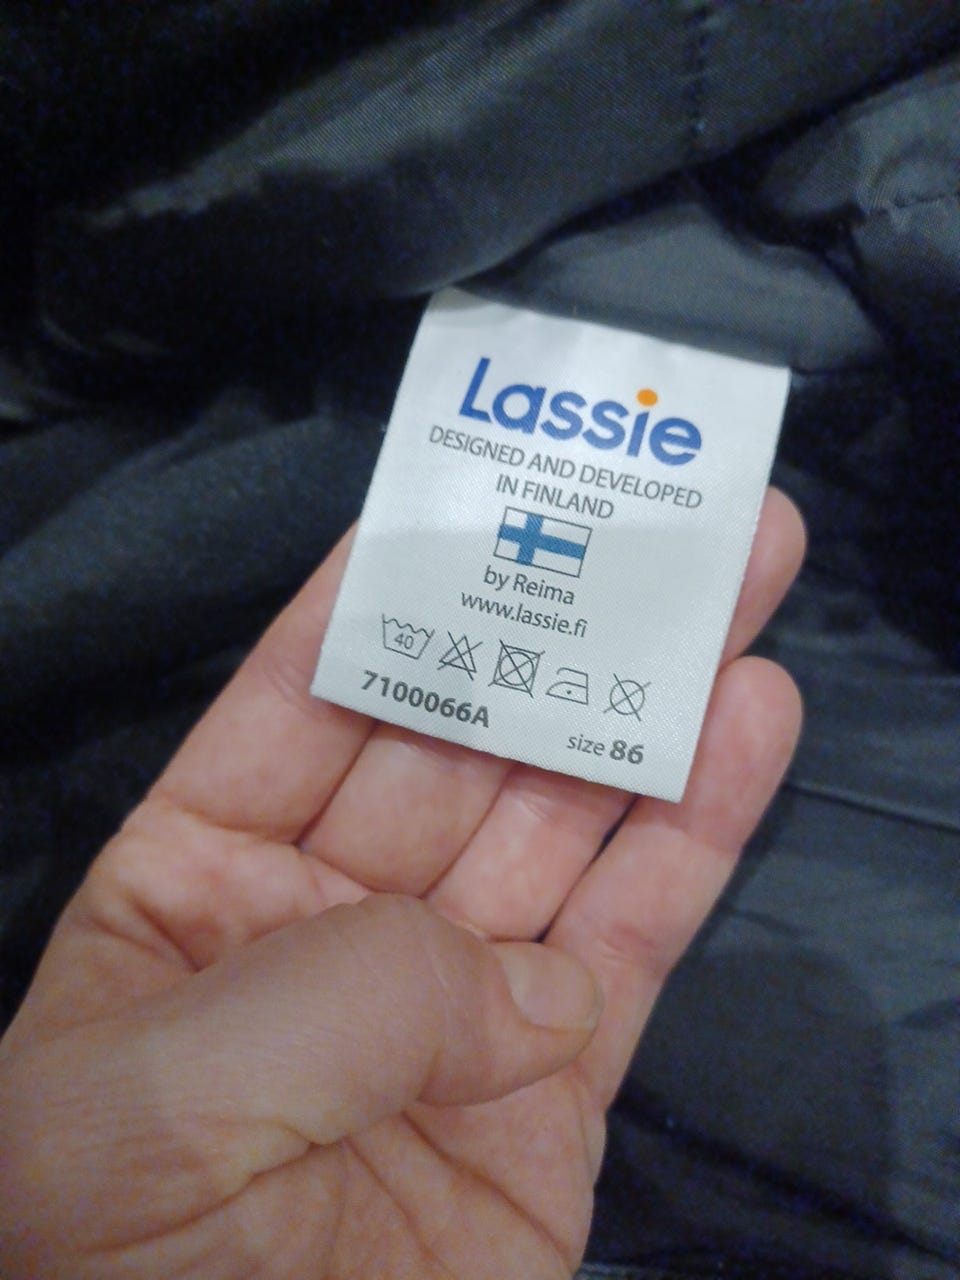 Lassie
DESIGNED AND DEVELOPED
IN FINLAND
by Reima
www.lassie.fi
40
7100066A
size 86